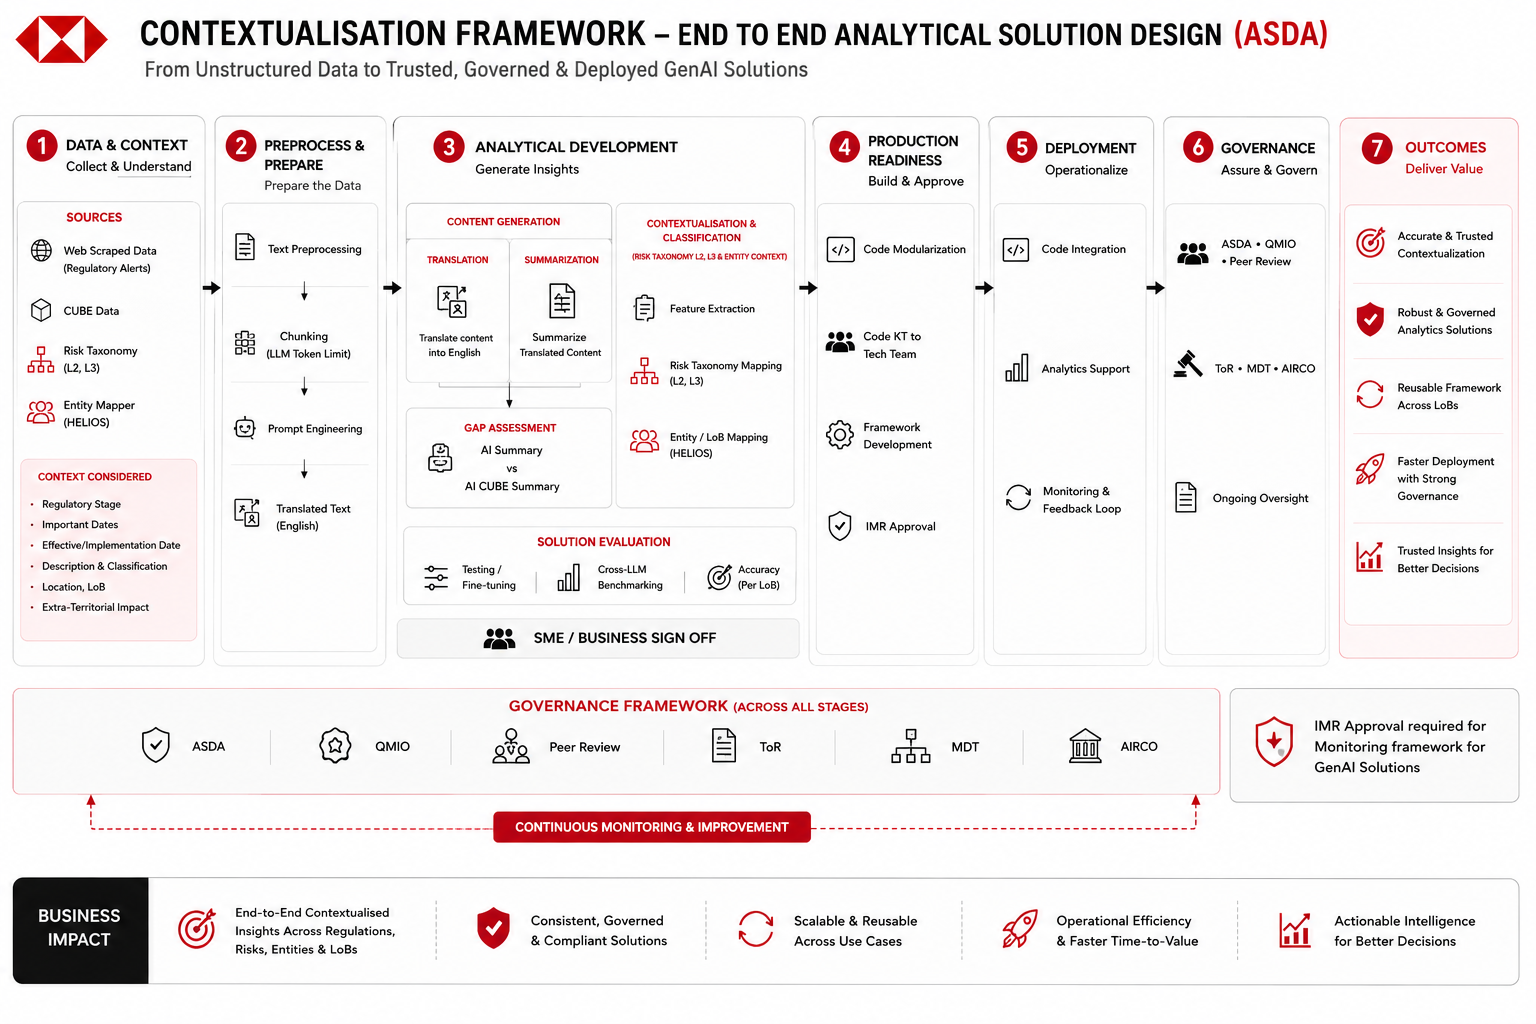 CONTEXTUALISATION FRAMEWORK – END TO END ANALYTICAL SOLUTION DESIGN (ASDA)
From Unstructured Data to Trusted, Governed & Deployed GenAI Solutions
1 DATA & CONTEXT
Collect & Understand
SOURCES
Web Scraped Data
(Regulatory Alerts)
CUBE Data
Risk Taxonomy
(L2, L3)
Entity Mapper
(HELIOS)
CONTEXT CONSIDERED
• Regulatory Stage
• Important Dates
• Effective/Implementation Date
• Description & Classification
• Location, LoB
• Extra-Territorial Impact
2 PREPROCESS &
PREPARE
Prepare the Data
Text Preprocessing
Chunking
(LLM Token Limit)
Prompt Engineering
Translated Text
(English)
3 ANALYTICAL DEVELOPMENT
Generate Insights
CONTENT GENERATION
TRANSLATION
Translate content
into English
SUMMARIZATION
Summarize
Translated Content
GAP ASSESSMENT
AI Summary
vs
AI CUBE Summary
CONTEXTUALISATION &
CLASSIFICATION
(RISK TAXONOMY L2, L3 & ENTITY CONTEXT)
Feature Extraction
Risk Taxonomy Mapping
(L2, L3)
Entity / LoB Mapping
(HELIOS)
SOLUTION EVALUATION
Testing /
Fine-tuning
Cross-LLM
Benchmarking
Accuracy
(Per LoB)
SME / BUSINESS SIGN OFF
4 PRODUCTION
READINESS
Build & Approve
Code Modularization
Code KT to
Tech Team
Framework
Development
IMR Approval
5 DEPLOYMENT
Operationalize
Code Integration
Analytics Support
Monitoring &
Feedback Loop
6 GOVERNANCE
Assure & Govern
ASDA • QMIO
• Peer Review
ToR • MDT • AIRCO
Ongoing Oversight
7 OUTCOMES
Deliver Value
Accurate & Trusted
Contextualization
Robust & Governed
Analytics Solutions
Reusable Framework
Across LoBs
Faster Deployment
with Strong
Governance
Trusted Insights for
Better Decisions
GOVERNANCE FRAMEWORK (ACROSS ALL STAGES)
ASDA
QMIO
Peer Review
ToR
MDT
AIRCO
IMR Approval required for
Monitoring framework for
GenAI Solutions
CONTINUOUS MONITORING & IMPROVEMENT
BUSINESS
IMPACT
End-to-End Contextualised
Insights Across Regulations,
Risks, Entities & LoBs
Consistent, Governed
& Compliant Solutions
Scalable & Reusable
Across Use Cases
Operational Efficiency
& Faster Time-to-Value
Actionable Intelligence
for Better Decisions